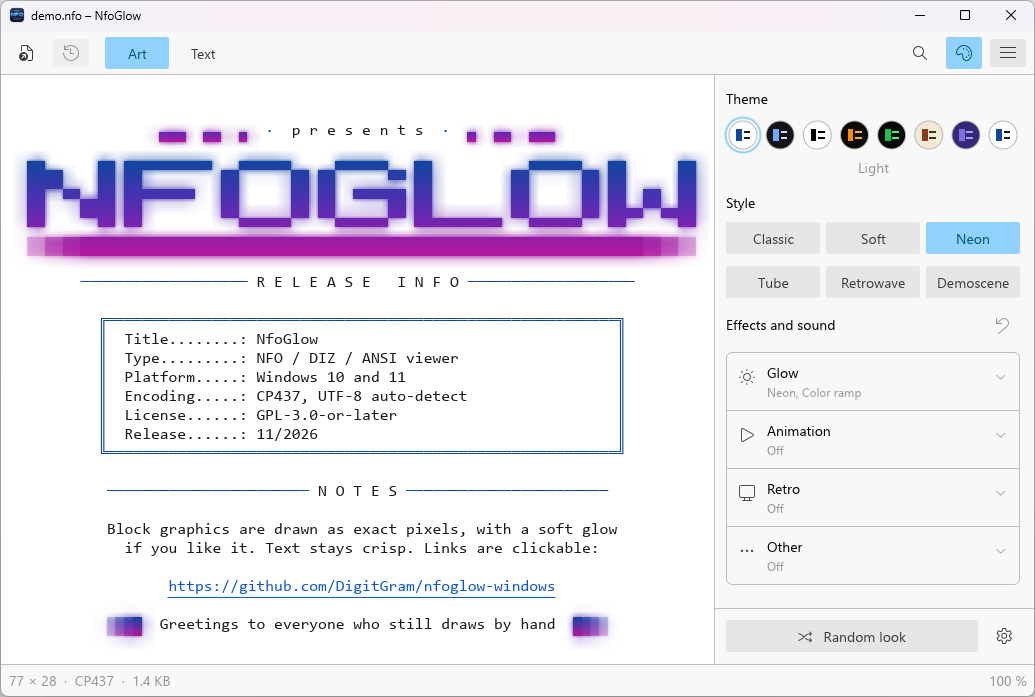 demo.nfo – NfoGlow
Art
Text
· presents ·
NFOGLOW
RELEASE INFO
Title........: NfoGlow
Type.........: NFO / DIZ / ANSI viewer
Platform.....: Windows 10 and 11
Encoding.....: CP437, UTF-8 auto-detect
License......: GPL-3.0-or-later
Release......: 11/2026
NOTES
Block graphics are drawn as exact pixels, with a soft glow
if you like it. Text stays crisp. Links are clickable:
https://github.com/DigitGram/nfoglow-windows
Greetings to everyone who still draws by hand
Theme
Light
Style
Classic
Soft
Neon
Tube
Retrowave
Demoscene
Effects and sound
Glow
Neon, Color ramp
Animation
Off
Retro
Off
Other
Off
Random look
77 × 28 · CP437 · 1.4 KB
100 %